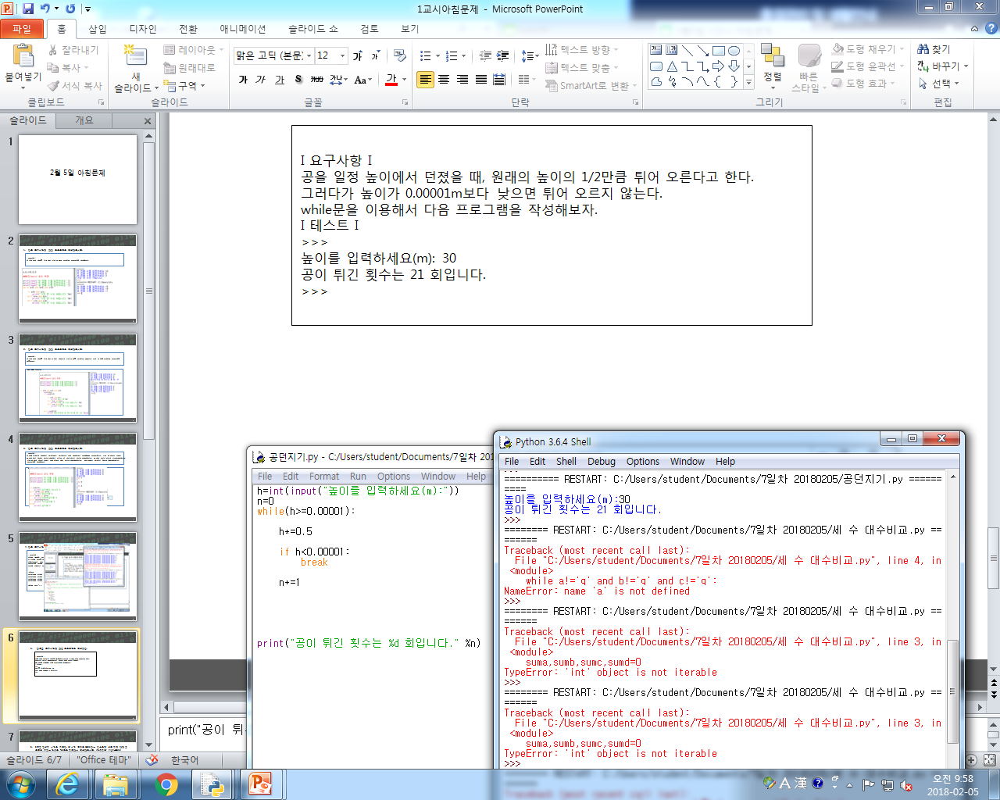 1교시아침문제 - Microsoft PowerPoint
파일 홈 삽입 디자인 전환 애니메이션 슬라이드 쇼 검토 보기
붙여넣기
잘라내기
복사
서식 복사
클립보드
새 슬라이드
레이아웃
원래대로
구역
슬라이드
맑은 고딕 (본문) 12
글꼴
텍스트 방향
텍스트 맞춤
SmartArt로 변환
단락
정렬
빠른 스타일
도형 채우기
도형 윤곽선
도형 효과
그리기
찾기
바꾸기
선택
편집
슬라이드 개요
1
2월 5일 아침문제
2
3
4
5
6
7
I 요구사항 I
공을 일정 높이에서 던졌을 때, 원래의 높이의 1/2만큼 튀어 오른다고 한다.
그러다가 높이가 0.00001m보다 낮으면 튀어 오르지 않는다.
while문을 이용해서 다음 프로그램을 작성해보자.
I 테스트 I
>>>
높이를 입력하세요(m): 30
공이 튀긴 횟수는 21 회입니다.
>>>
공던지기.py - C:/Users/student/Documents/7일차 201
File Edit Format Run Options Window Help
h=int(input("높이를 입력하세요(m):"))
n=0
while(h>=0.00001):
h*=0.5
if h<0.00001:
break
n+=1
print("공이 튀긴 횟수는 %d 회입니다." %n)
Python 3.6.4 Shell
File Edit Shell Debug Options Window Help
========== RESTART: C:/Users/student/Documents/7일차 20180205/공던지기.py ======
====
높이를 입력하세요(m):30
공이 튀긴 횟수는 21 회입니다.
>>>
======== RESTART: C:/Users/student/Documents/7일차 20180205/세 수 대수비교.py ==
======
Traceback (most recent call last):
File "C:/Users/student/Documents/7일차 20180205/세 수 대수비교.py", line 4, in
<module>
while a!='q' and b!='q' and c!='q':
NameError: name 'a' is not defined
>>>
======== RESTART: C:/Users/student/Documents/7일차 20180205/세 수 대수비교.py ==
======
Traceback (most recent call last):
File "C:/Users/student/Documents/7일차 20180205/세 수 대수비교.py", line 3, in
<module>
suma,sumb,sumc,sumd=0
TypeError: 'int' object is not iterable
>>>
======== RESTART: C:/Users/student/Documents/7일차 20180205/세 수 대수비교.py ==
======
Traceback (most recent call last):
File "C:/Users/student/Documents/7일차 20180205/세 수 대수비교.py", line 3, in
<module>
suma,sumb,sumc,sumd=0
TypeError: 'int' object is not iterable
>>>
print("공이 튀
슬라이드 6/7 "Office 테마" 한국어
A 漢
오전 9:58
2018-02-05